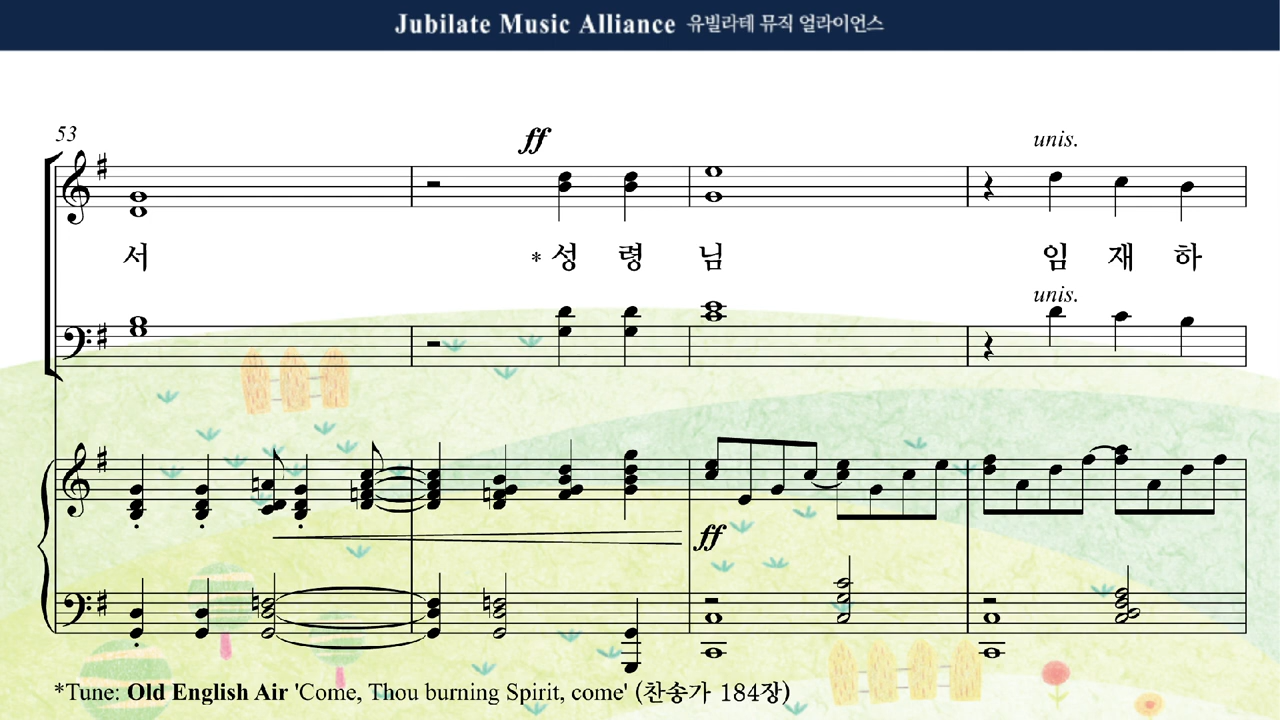 Jubilate Music Alliance 유빌라테 뮤직 얼라이언스
53
ff
unis.
서 *성 령 님 임 재 하
unis.
ff
*Tune: Old English Air 'Come, Thou burning Spirit, come' (찬송가 184장)